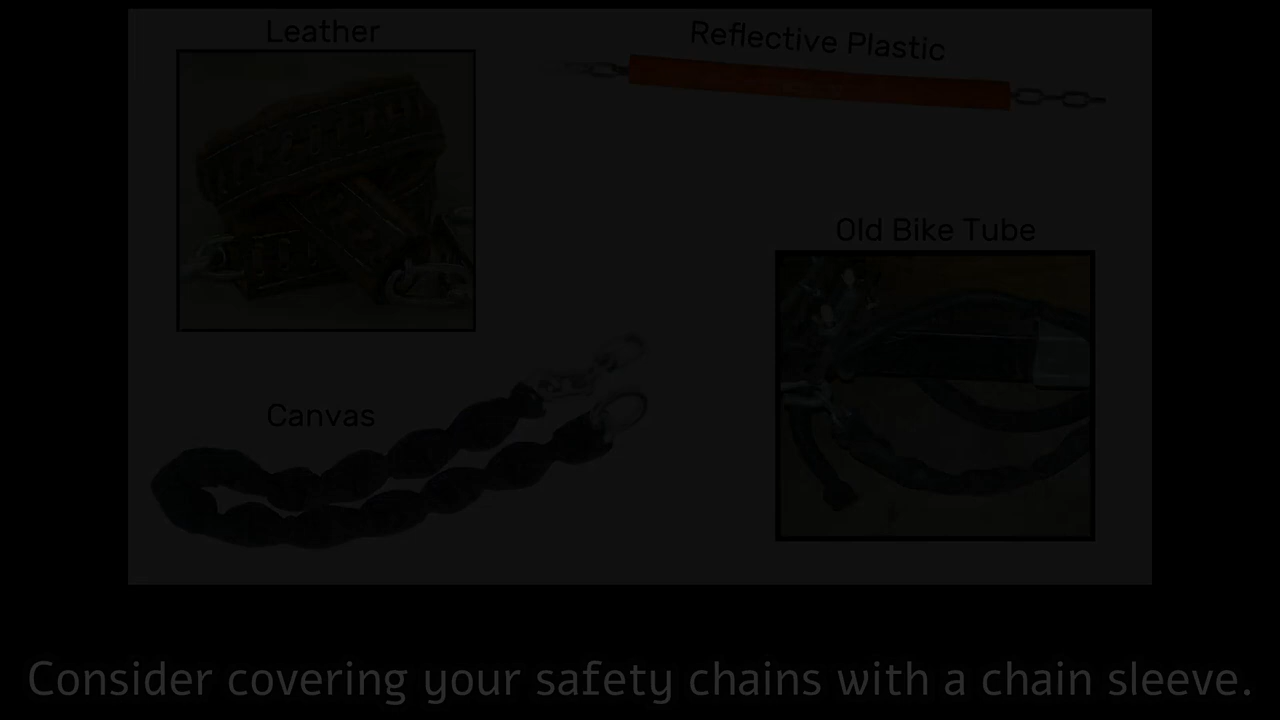 Leather
Reflective Plastic
Old Bike Tube
Canvas
Consider covering your safety chains with a chain sleeve.